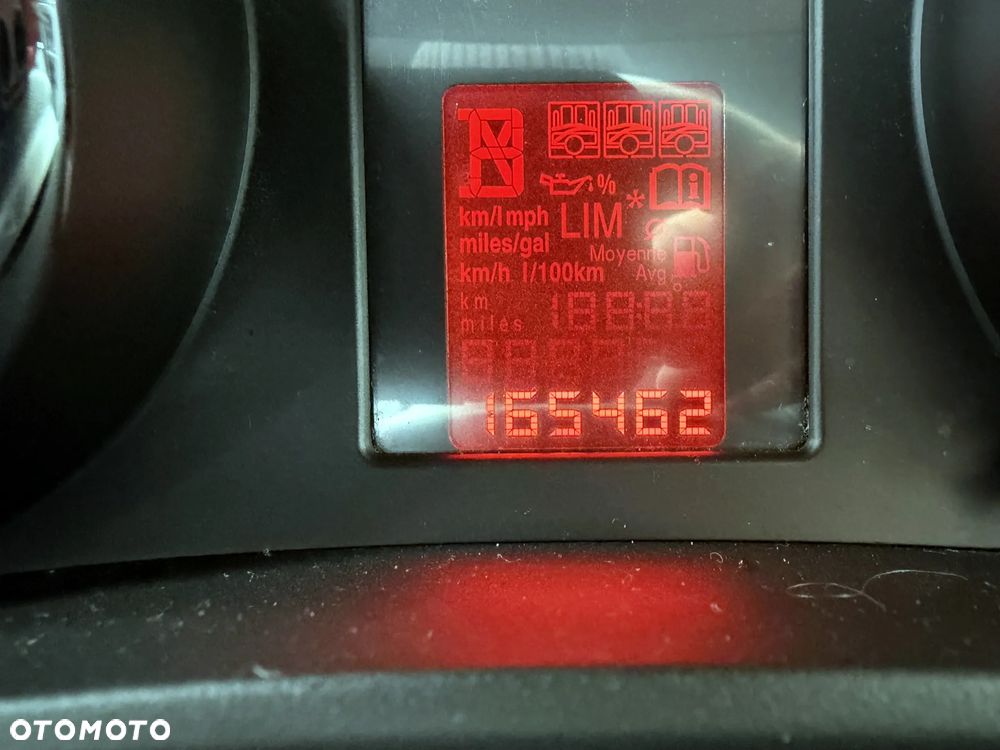 %
km/l mph
LIM*
miles/gal
Moyenne
km/h l/100km
Avg
km
miles
165462
OTOMOTO